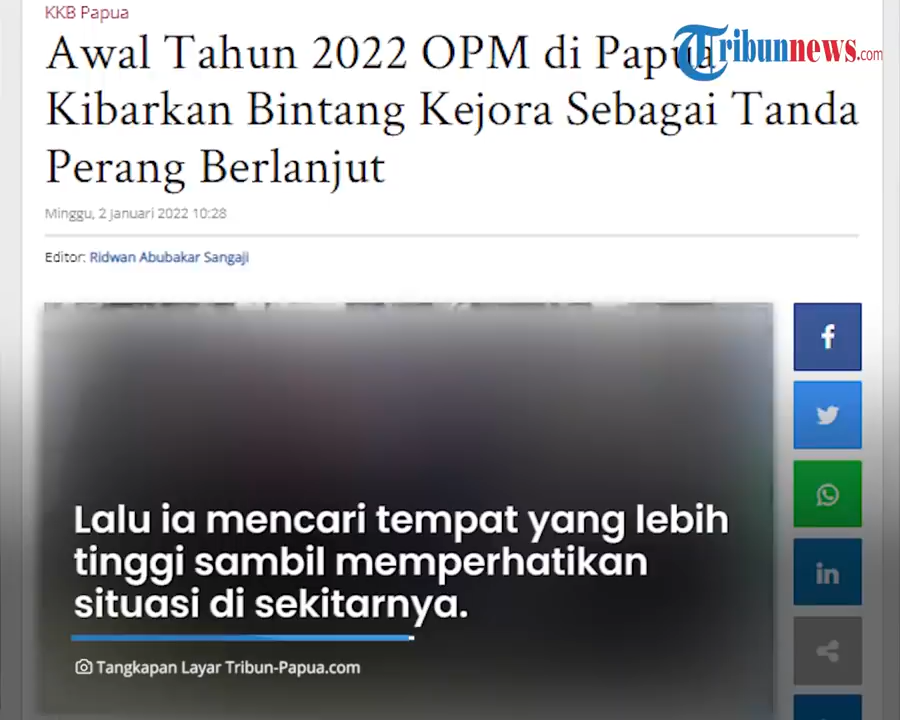 KKB Papua
Tribunnews.com
Awal Tahun 2022 OPM di Papua
Kibarkan Bintang Kejora Sebagai Tanda
Perang Berlanjut
Minggu, 2 Januari 2022 10:28
Editor: Ridwan Abubakar Sangaji
Lalu ia mencari tempat yang lebih
tinggi sambil memperhatikan
situasi di sekitarnya.
Tangkapan Layar Tribun-Papua.com